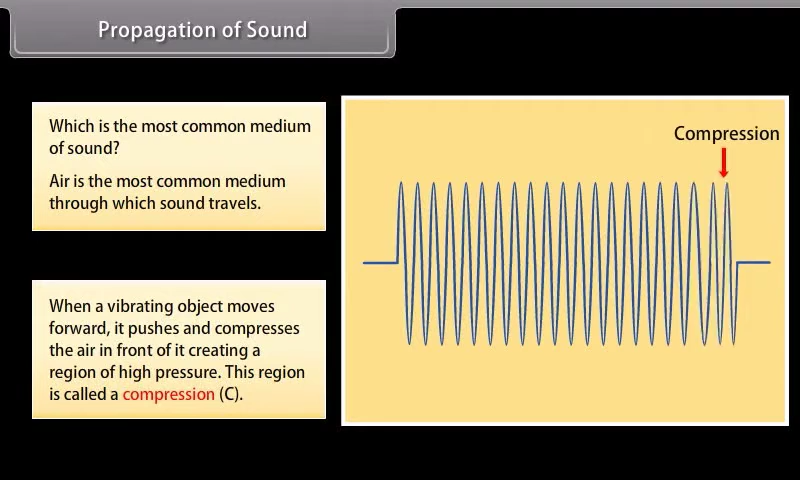 Propagation of Sound
Which is the most common medium
of sound?
Air is the most common medium
through which sound travels.
When a vibrating object moves
forward, it pushes and compresses
the air in front of it creating a
region of high pressure. This region
is called a compression (C).
Compression